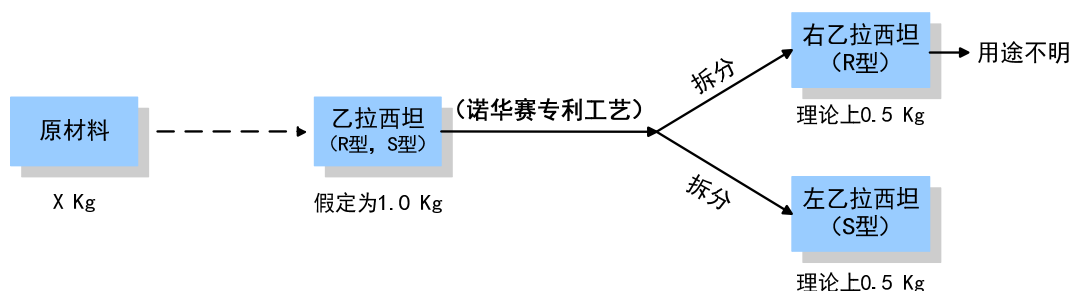 原材料
X Kg
乙拉西坦
（R型，S型）
假定为1.0 Kg
（诺华赛专利工艺）
拆分
右乙拉西坦
（R型）
理论上0.5 Kg
用途不明
拆分
左乙拉西坦
（S型）
理论上0.5 Kg